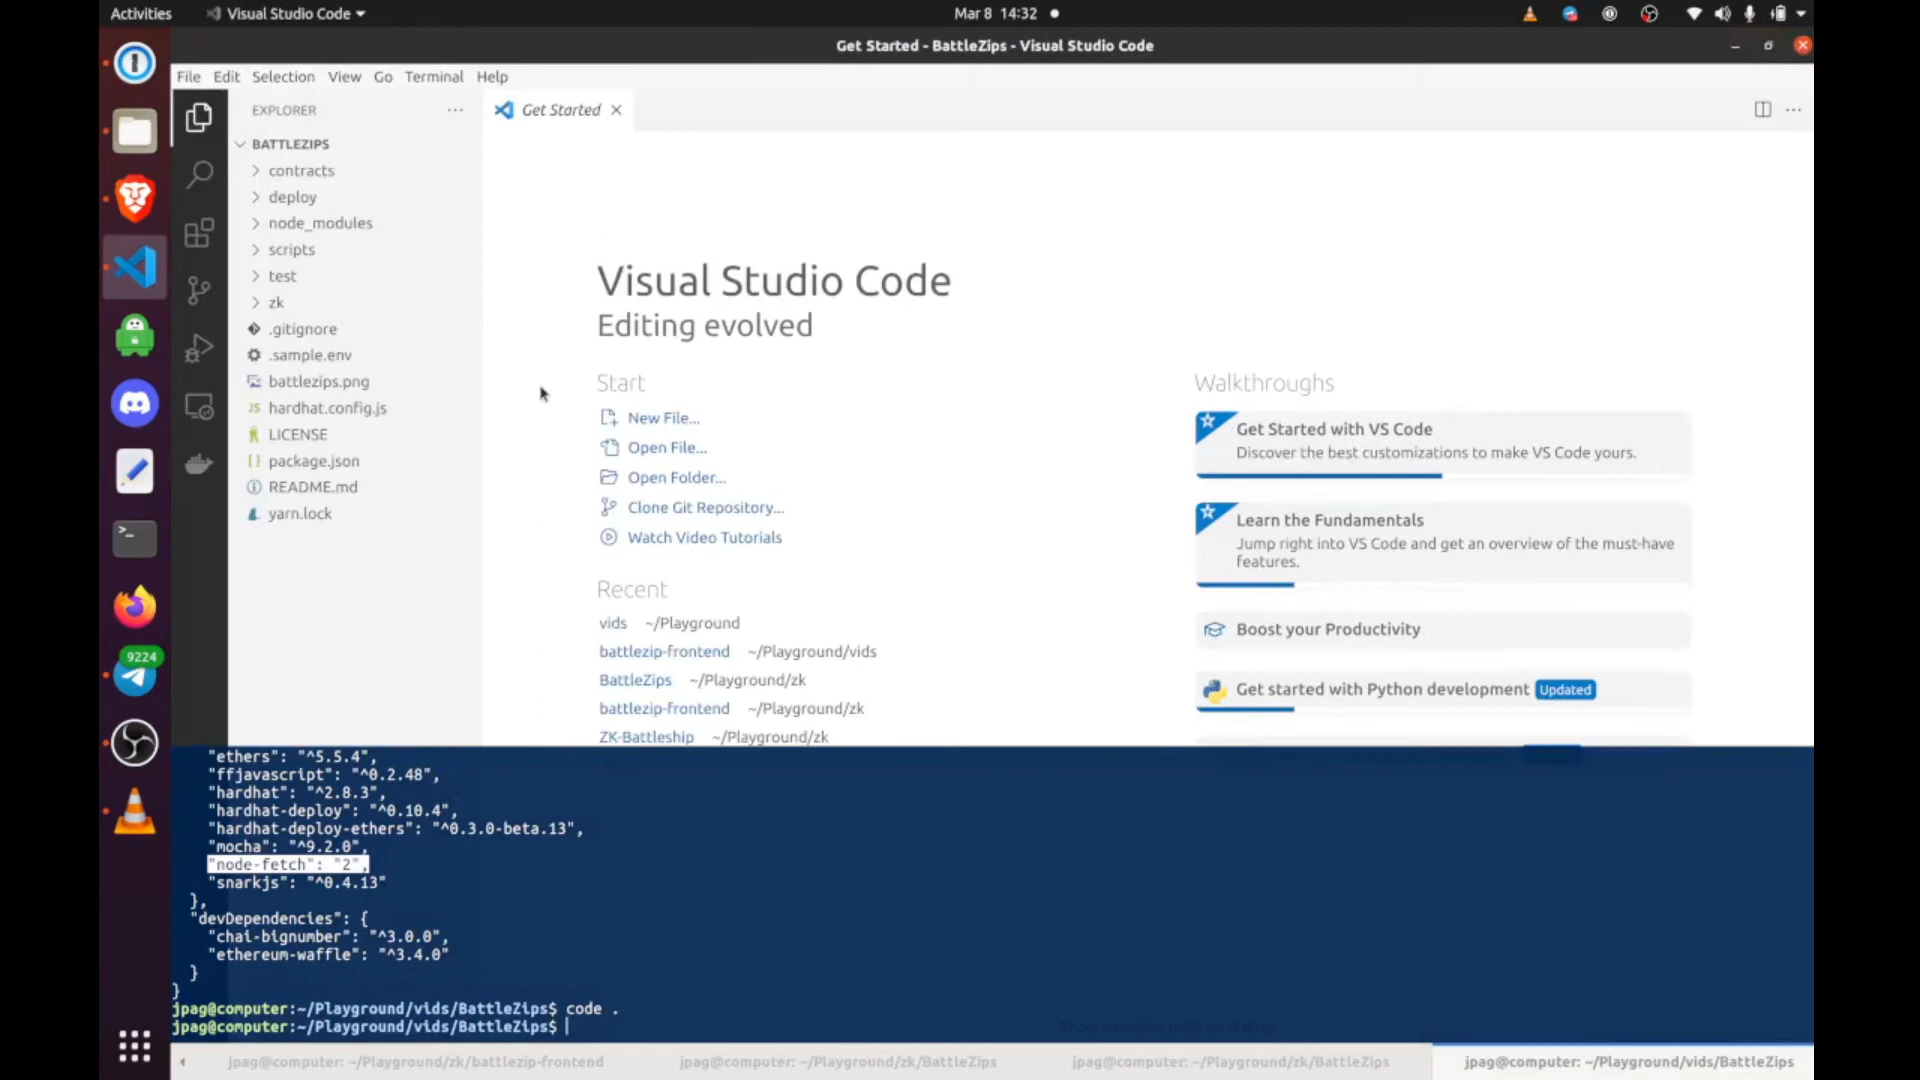 Activities
Visual Studio Code
Mar 8 14:32
Get Started - BattleZips - Visual Studio Code
File Edit Selection View Go Terminal Help
EXPLORER
Get Started
BATTLEZIPS
contracts
deploy
node_modules
scripts
test
zk
.gitignore
.sample.env
battlezips.png
JS hardhat.config.js
LICENSE
{} package.json
README.md
yarn.lock
Visual Studio Code
Editing evolved
Start
New File...
Open File...
Open Folder...
Clone Git Repository...
Watch Video Tutorials
Recent
vids ~/Playground
battlezip-frontend ~/Playground/vids
BattleZips ~/Playground/zk
battlezip-frontend ~/Playground/zk
ZK-Battleship ~/Playground/zk
Walkthroughs
Get Started with VS Code
Discover the best customizations to make VS Code yours.
Learn the Fundamentals
Jump right into VS Code and get an overview of the must-have
features.
Boost your Productivity
Get started with Python development Updated
9224
"ethers": "^5.5.4",
"ffjavascript": "^0.2.48",
"hardhat": "^2.8.3",
"hardhat-deploy": "^0.10.4",
"hardhat-deploy-ethers": "^0.3.0-beta.13",
"mocha": "^9.2.0",
"node-fetch": "2",
"snarkjs": "^0.4.13"
},
"devDependencies": {
"chai-bignumber": "^3.0.0",
"ethereum-waffle": "^3.4.0"
}
}
jpag@computer:~/Playground/vids/BattleZips$ code .
jpag@computer:~/Playground/vids/BattleZips$
jpag@computer: ~/Playground/zk/battlezip-frontend
jpag@computer: ~/Playground/zk/BattleZips
jpag@computer: ~/Playground/zk/BattleZips
jpag@computer: ~/Playground/vids/BattleZips